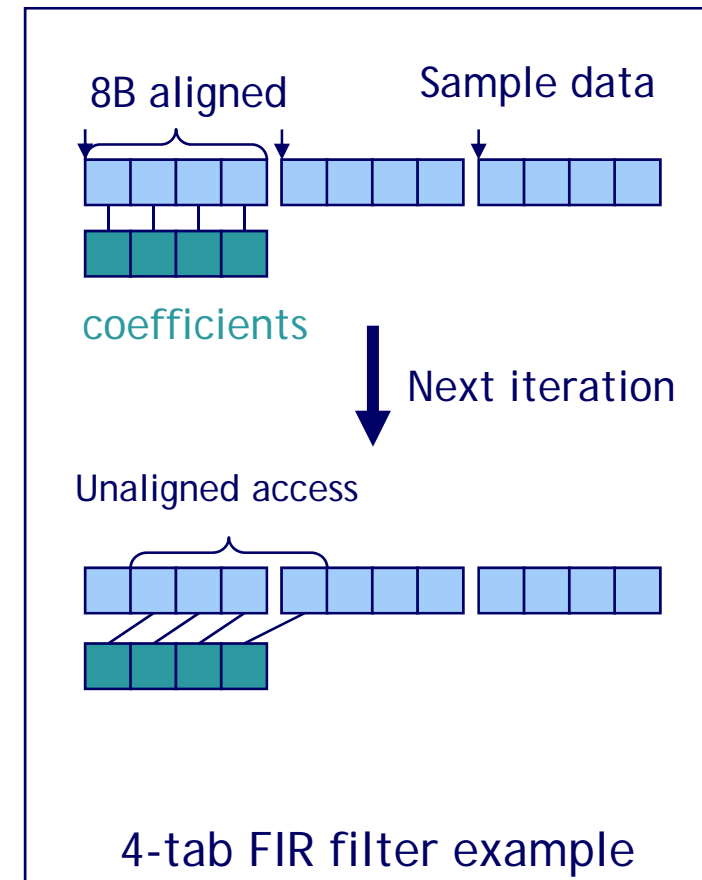 8B aligned
Sample data
coefficients
Next iteration
Unaligned access
4-tab FIR filter example